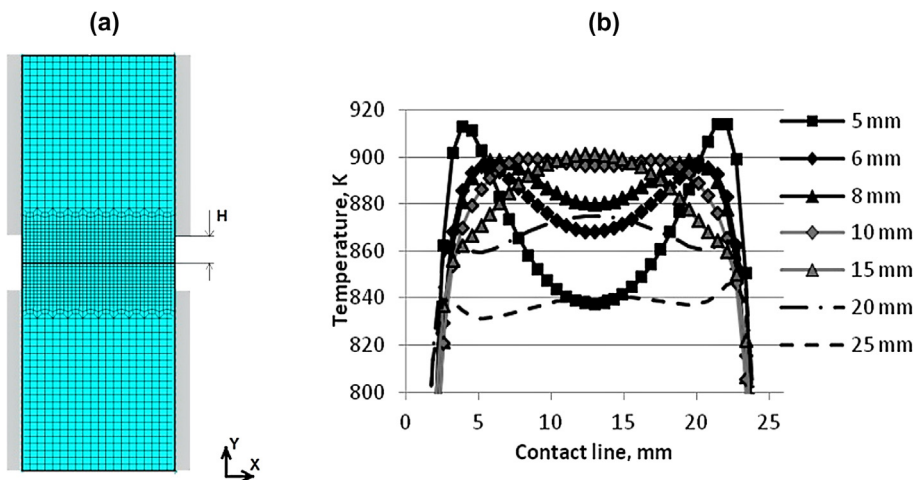 (a)
(b)
H
Y
X
Temperature, K
920
900
880
860
840
820
800
0
5
10
15
20
25
Contact line, mm
5 mm
6 mm
8 mm
10 mm
15 mm
20 mm
25 mm